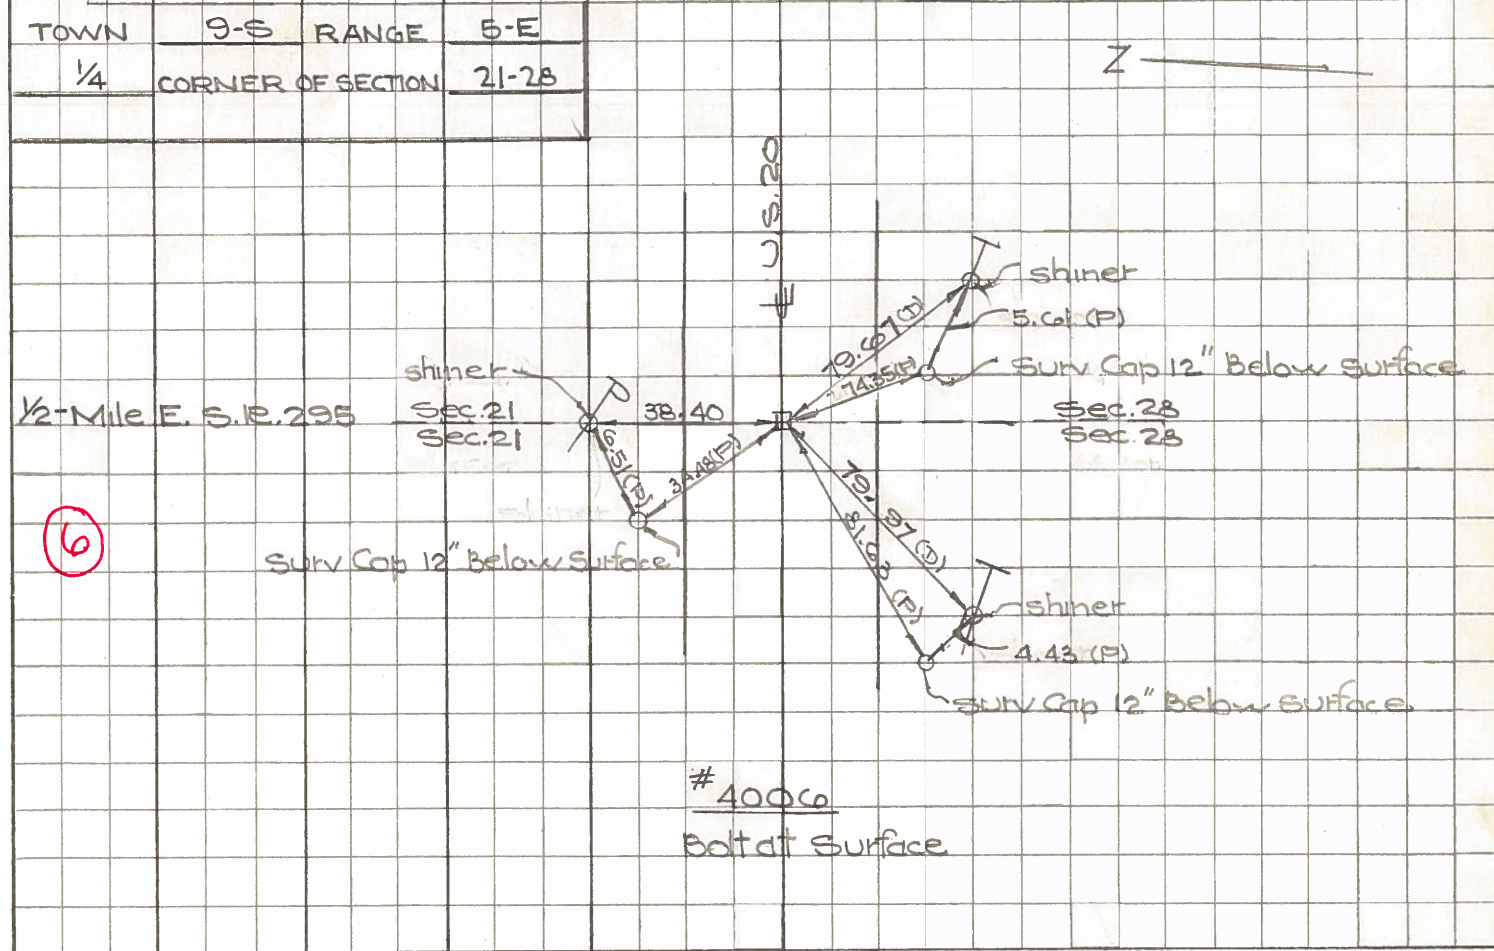 TOWN 9-S RANGE 5-E
1/4 CORNER OF SECTION 21-28
Z
℄ U.S. 20
shiner
5.61 (P)
79.67 (D)
74.35 (P)
Surv Cap 12" Below Surface
shiner
1/2-Mile E. S.R. 295
Sec. 21
Sec. 21
38.40
Sec. 28
Sec. 28
6.51 (P)
34.48 (P)
79.97 (D)
81.63 (P)
6
shiner
Surv Cap 12" Below Surface
shiner
4.43 (P)
Surv Cap 12" Below Surface
#4006
Bolt at Surface